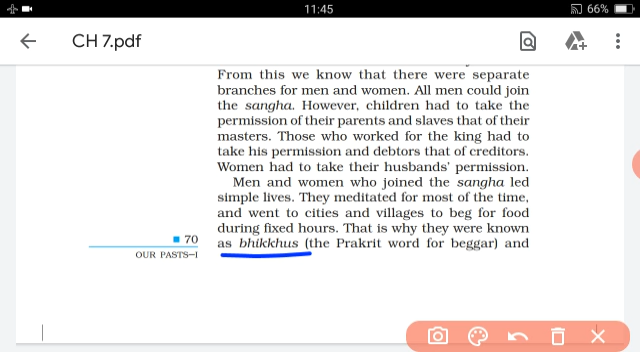 11:45
66%
CH 7.pdf
From this we know that there were separate
branches for men and women. All men could join
the sangha. However, children had to take the
permission of their parents and slaves that of their
masters. Those who worked for the king had to
take his permission and debtors that of creditors.
Women had to take their husbands' permission.
Men and women who joined the sangha led
simple lives. They meditated for most of the time,
and went to cities and villages to beg for food
during fixed hours. That is why they were known
as bhikkhus (the Prakrit word for beggar) and
70
OUR PASTS–I